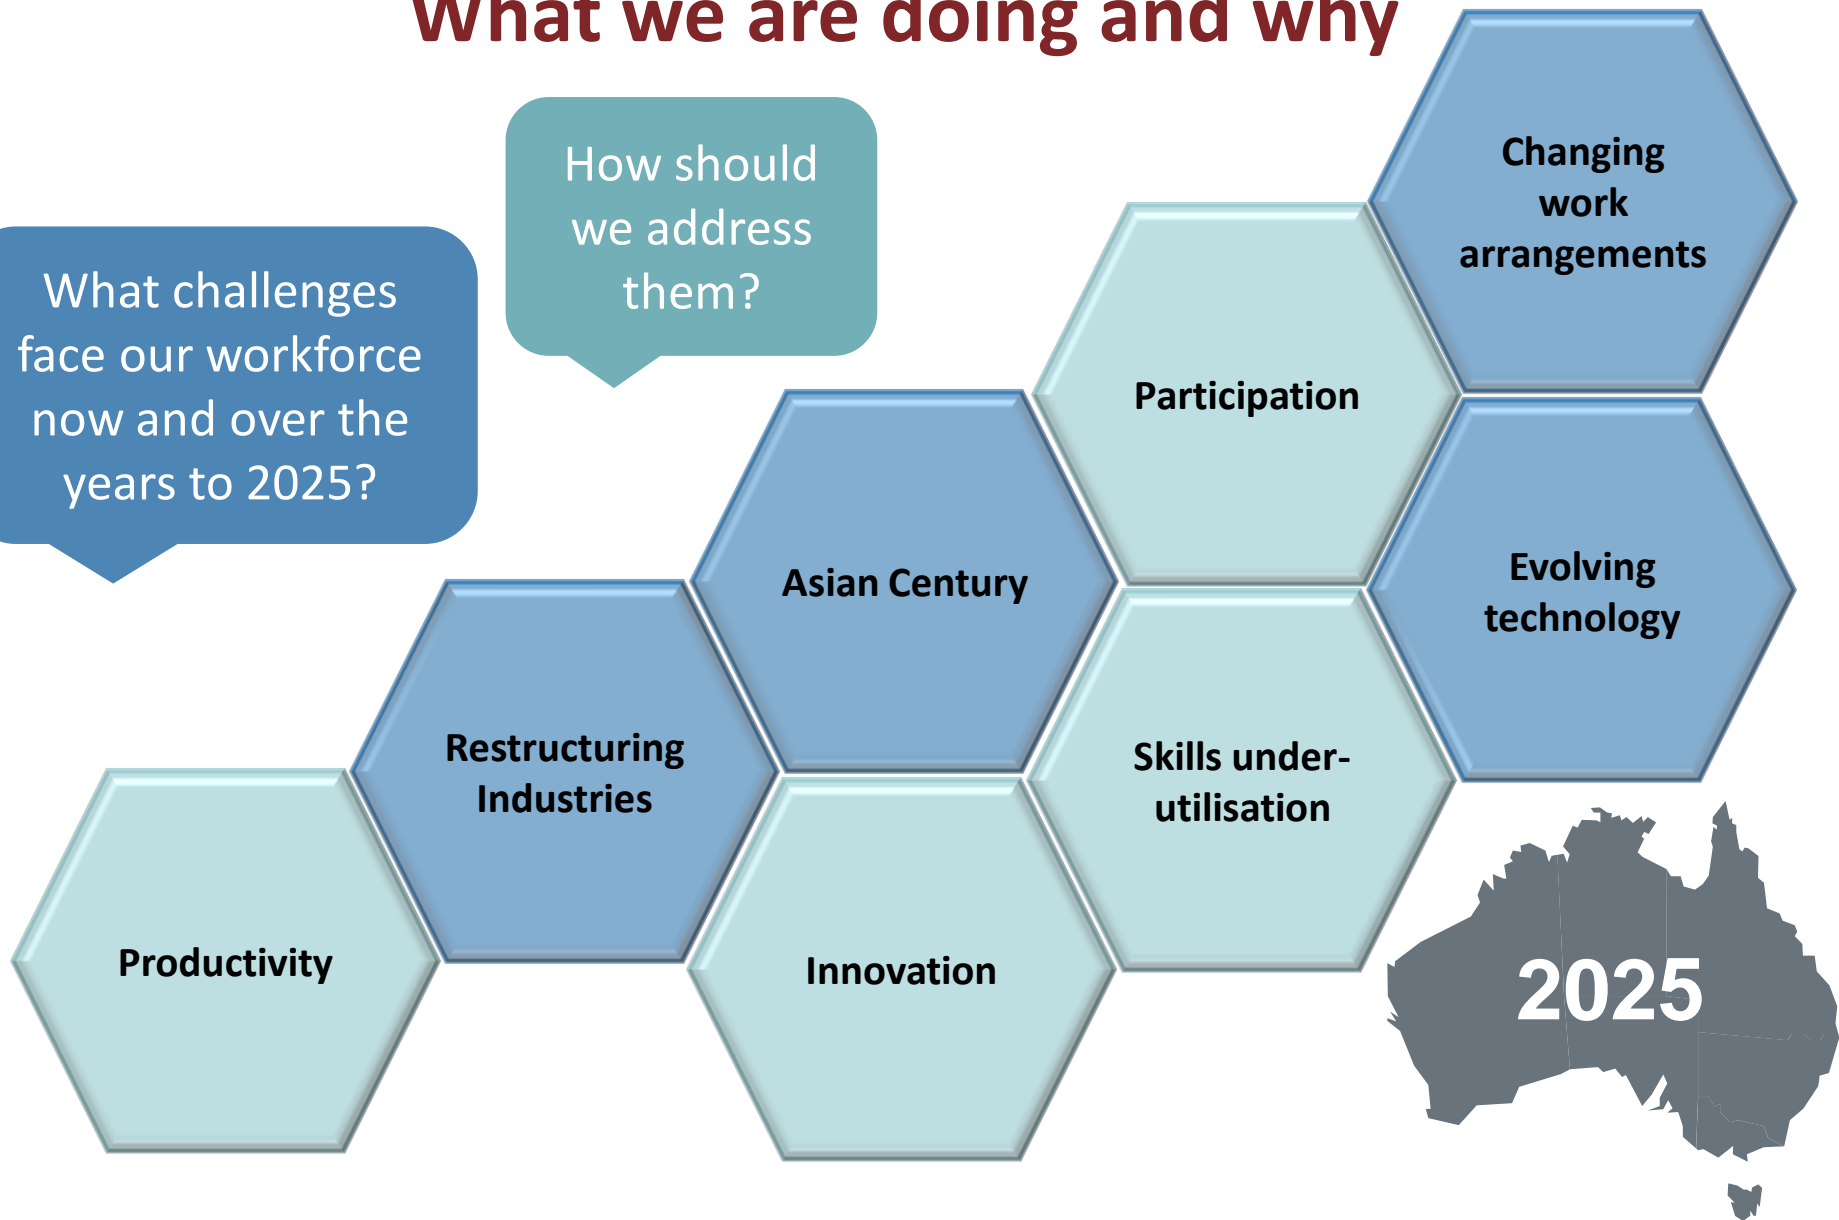 What we are doing and why
How should
we address
them?
What challenges
face our workforce
now and over the
years to 2025?
Changing
work
arrangements
Participation
Asian Century
Evolving
technology
Restructuring
Industries
Skills under-
utilisation
Productivity
Innovation
2025